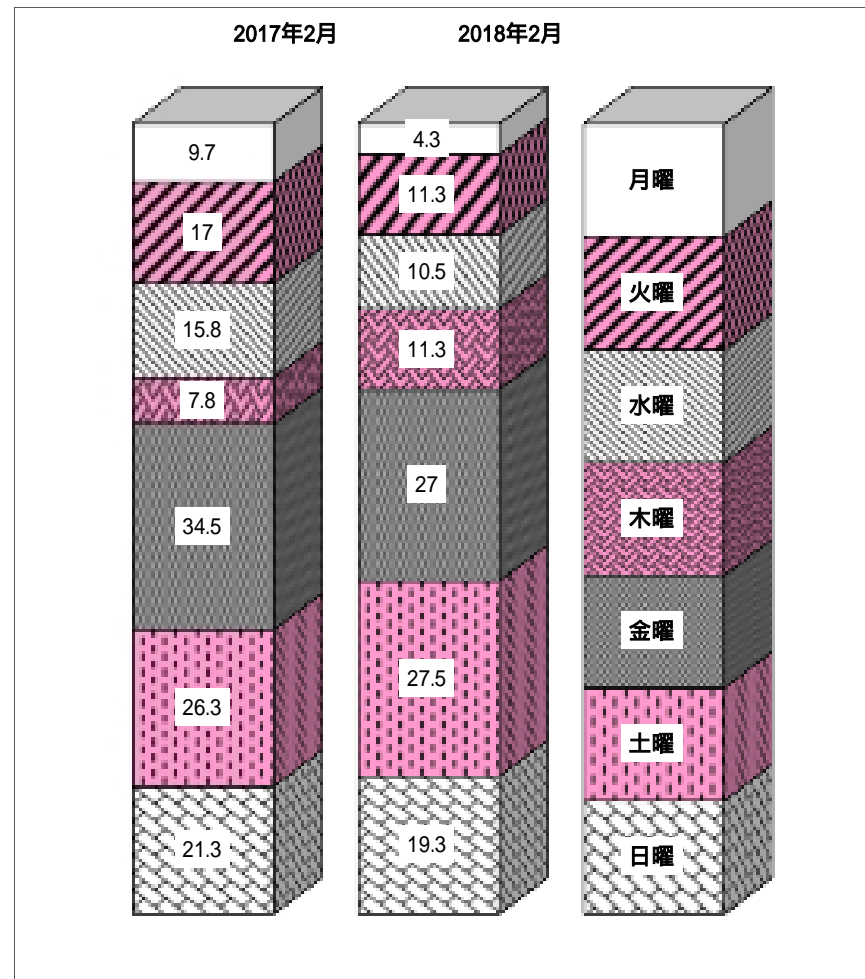 2017年2月 2018年2月
9.7 4.3 月曜
17 11.3 火曜
15.8 10.5 水曜
7.8 11.3 木曜
34.5 27 金曜
26.3 27.5 土曜
21.3 19.3 日曜